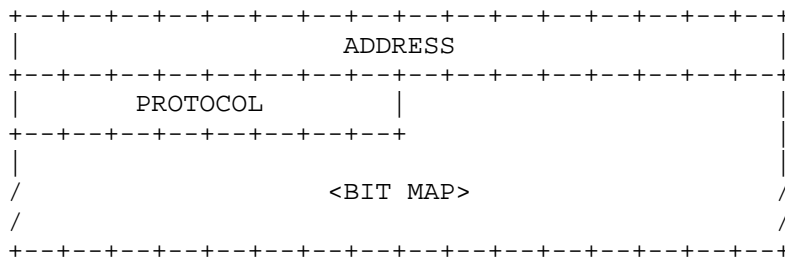 +--+--+--+--+--+--+--+--+--+--+--+--+--+--+--+--+
|                    ADDRESS                    |
+--+--+--+--+--+--+--+--+--+--+--+--+--+--+--+--+
|       PROTOCOL        |                       |
+--+--+--+--+--+--+--+--+                       |
|                                               |
/                   <BIT MAP>                   /
/                                               /
+--+--+--+--+--+--+--+--+--+--+--+--+--+--+--+--+